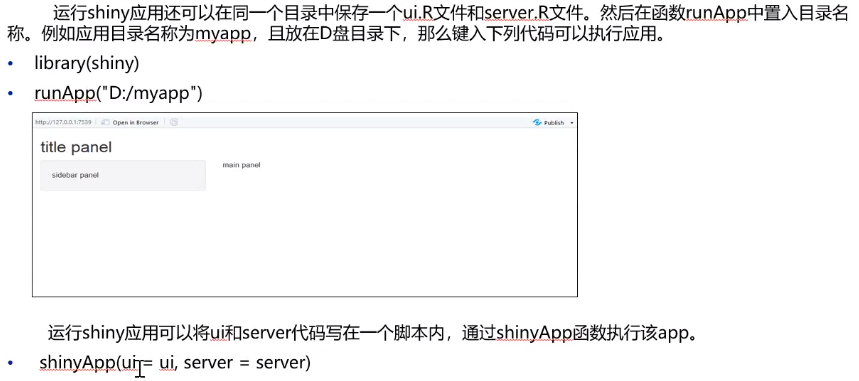 运行shiny应用还可以在同一个目录中保存一个ui.R文件和server.R文件。然后在函数runApp中置入目录名
称。例如应用目录名称为myapp，且放在D盘目录下，那么键入下列代码可以执行应用。
• library(shiny)
• runApp("D:/myapp")
http://127.0.0.1:7339 Open in Browser Publish
title panel
main panel
sidebar panel
运行shiny应用可以将ui和server代码写在一个脚本内，通过shinyApp函数执行该app。
• shinyApp(ui = ui, server = server)